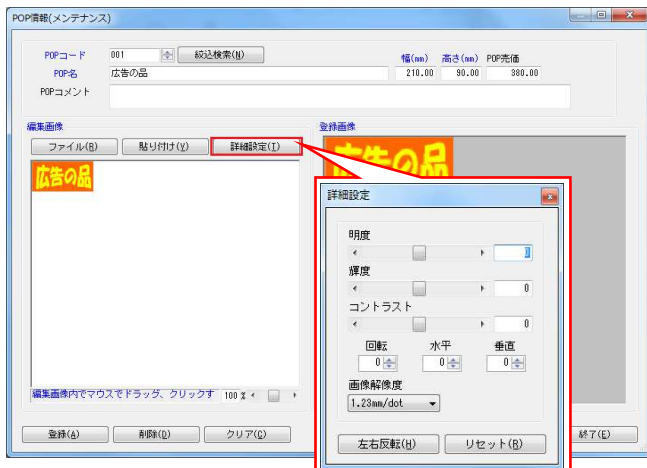 POP情報(メンテナンス)
POPコード 001 絞込検索(N) 幅(mm) 高さ(mm) POP売価
POP名 広告の品 210.00 90.00 380.00
POPコメント
編集画像 登録画像
ファイル(R) 貼り付け(V) 詳細設定(I)
広告の品
広告の品
詳細設定
明度
0
輝度
0
コントラスト
0
回転 水平 垂直
0 0 0
画像解像度
1.23mm/dot
左右反転(H) リセット(R)
編集画像内でマウスでドラッグ、クリックす 100 %
登録(A) 削除(D) クリア(C) 終了(E)